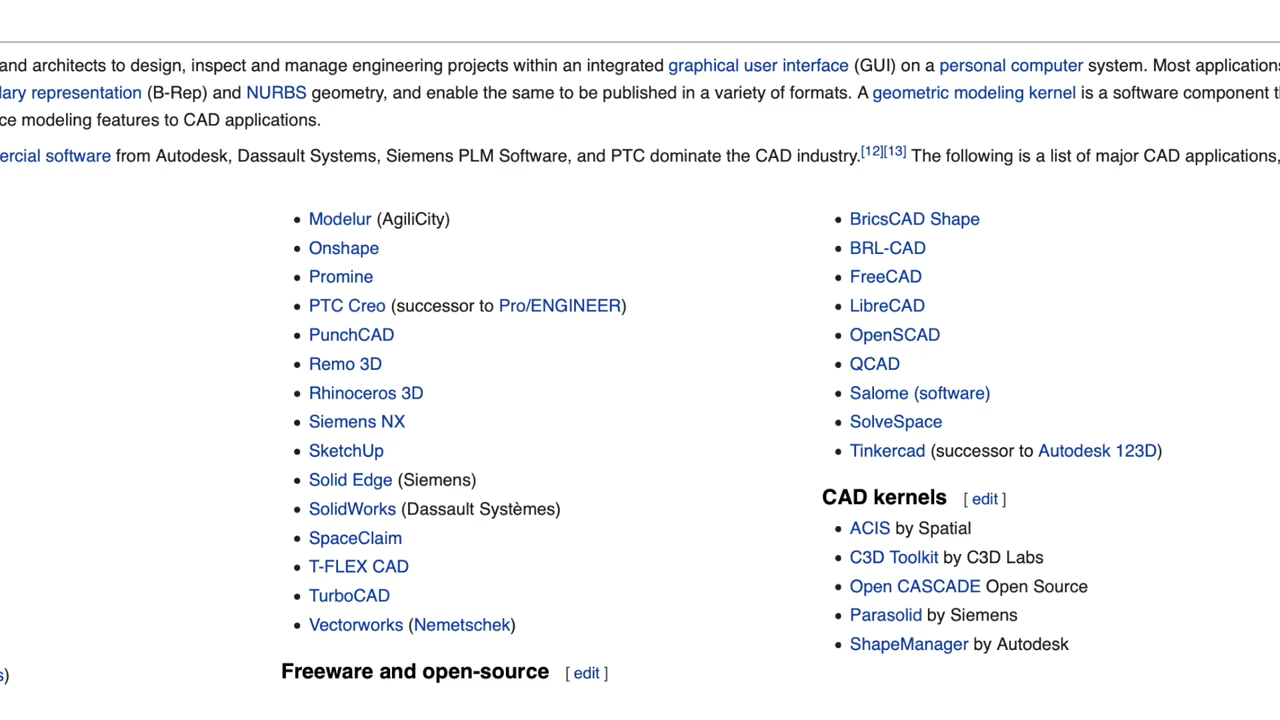 and architects to design, inspect and manage engineering projects within an integrated graphical user interface (GUI) on a personal computer system. Most application
ary representation (B-Rep) and NURBS geometry, and enable the same to be published in a variety of formats. A geometric modeling kernel is a software component
ce modeling features to CAD applications.
ercial software from Autodesk, Dassault Systems, Siemens PLM Software, and PTC dominate the CAD industry.[12][13] The following is a list of major CAD applications,
• Modelur (AgiliCity)
• Onshape
• Promine
• PTC Creo (successor to Pro/ENGINEER)
• PunchCAD
• Remo 3D
• Rhinoceros 3D
• Siemens NX
• SketchUp
• Solid Edge (Siemens)
• SolidWorks (Dassault Systèmes)
• SpaceClaim
• T-FLEX CAD
• TurboCAD
• Vectorworks (Nemetschek)
s)
Freeware and open-source [ edit ]
• BricsCAD Shape
• BRL-CAD
• FreeCAD
• LibreCAD
• OpenSCAD
• QCAD
• Salome (software)
• SolveSpace
• Tinkercad (successor to Autodesk 123D)
CAD kernels [ edit ]
• ACIS by Spatial
• C3D Toolkit by C3D Labs
• Open CASCADE Open Source
• Parasolid by Siemens
• ShapeManager by Autodesk